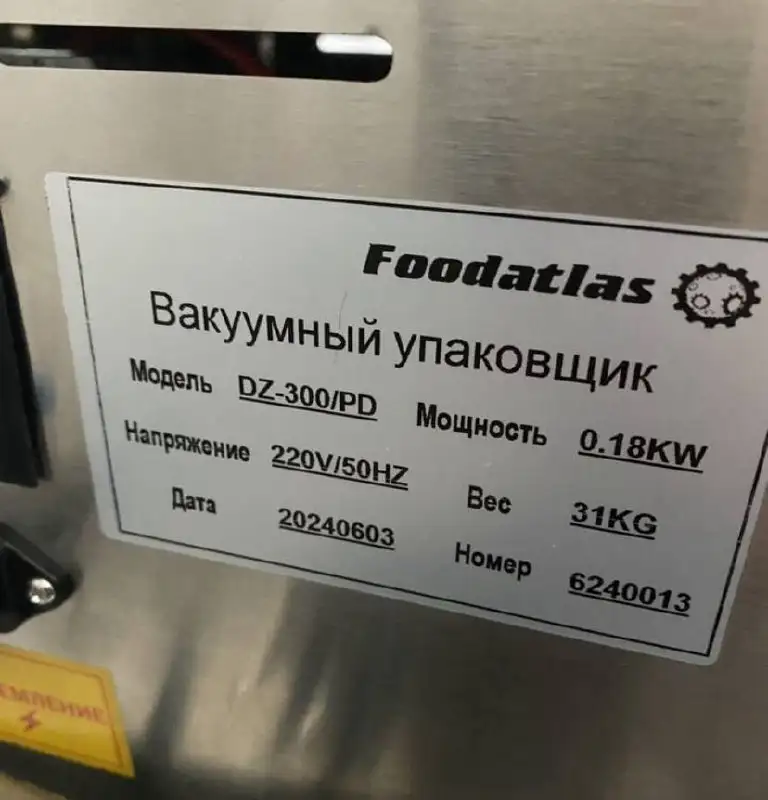 Foodatlas
Вакуумный упаковщик
Модель DZ-300/PD Мощность 0.18KW
Напряжение 220V/50HZ Вес 31KG
Дата 20240603 Номер 6240013
ЕМЛЕНИЕ